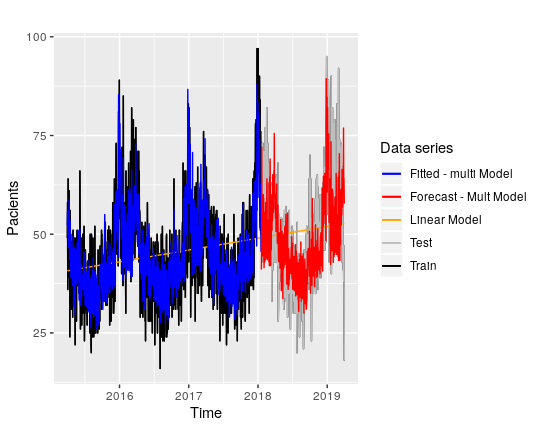 100
75
50
25
2016
2017
2018
2019
Time
Pacients
Data series
Fitted - multi Model
Forecast - Mult Model
Linear Model
Test
Train